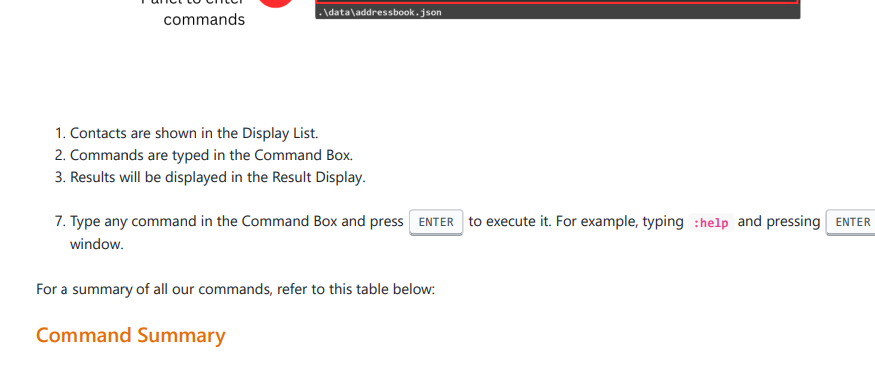 commands
.\data\addressbook.json
1. Contacts are shown in the Display List.
2. Commands are typed in the Command Box.
3. Results will be displayed in the Result Display.
7. Type any command in the Command Box and press ENTER to execute it. For example, typing :help and pressing ENTER
window.
For a summary of all our commands, refer to this table below:
Command Summary